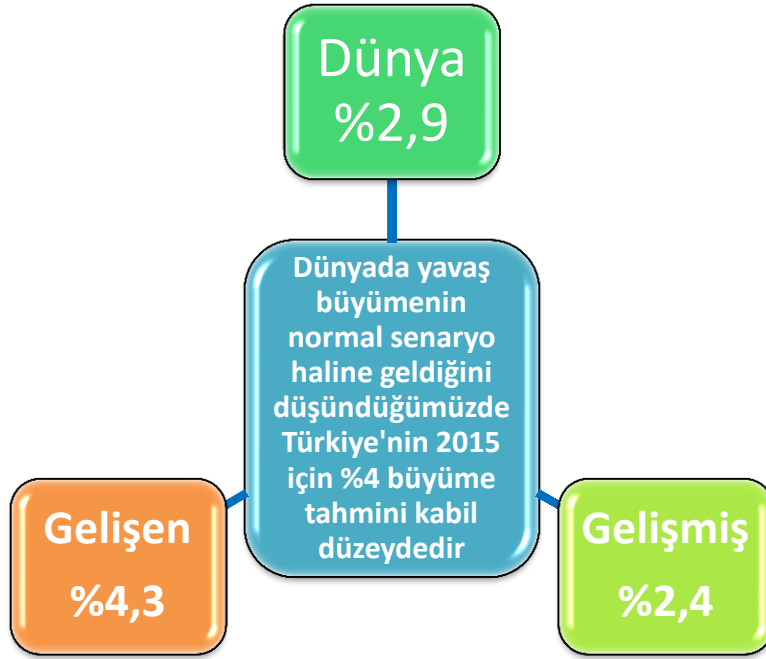 Dünya
%2,9
Dünyada yavaş
büyümenin
normal senaryo
haline geldiğini
düşündüğümüzde
Türkiye'nin 2015
için %4 büyüme
tahmini kabil
düzeydedir
Gelişen
%4,3
Gelişmiş
%2,4